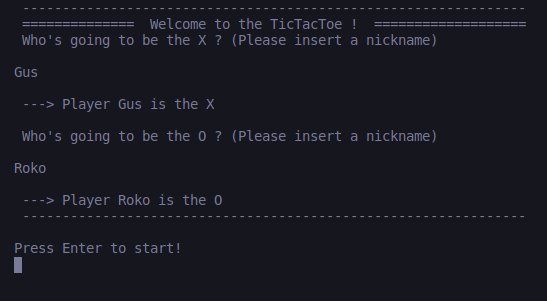 ---------------------------------------------------------------
==============  Welcome to the TicTacToe !  ===================
Who's going to be the X ? (Please insert a nickname)
Gus
---> Player Gus is the X
Who's going to be the O ? (Please insert a nickname)
Roko
---> Player Roko is the O
---------------------------------------------------------------
Press Enter to start!